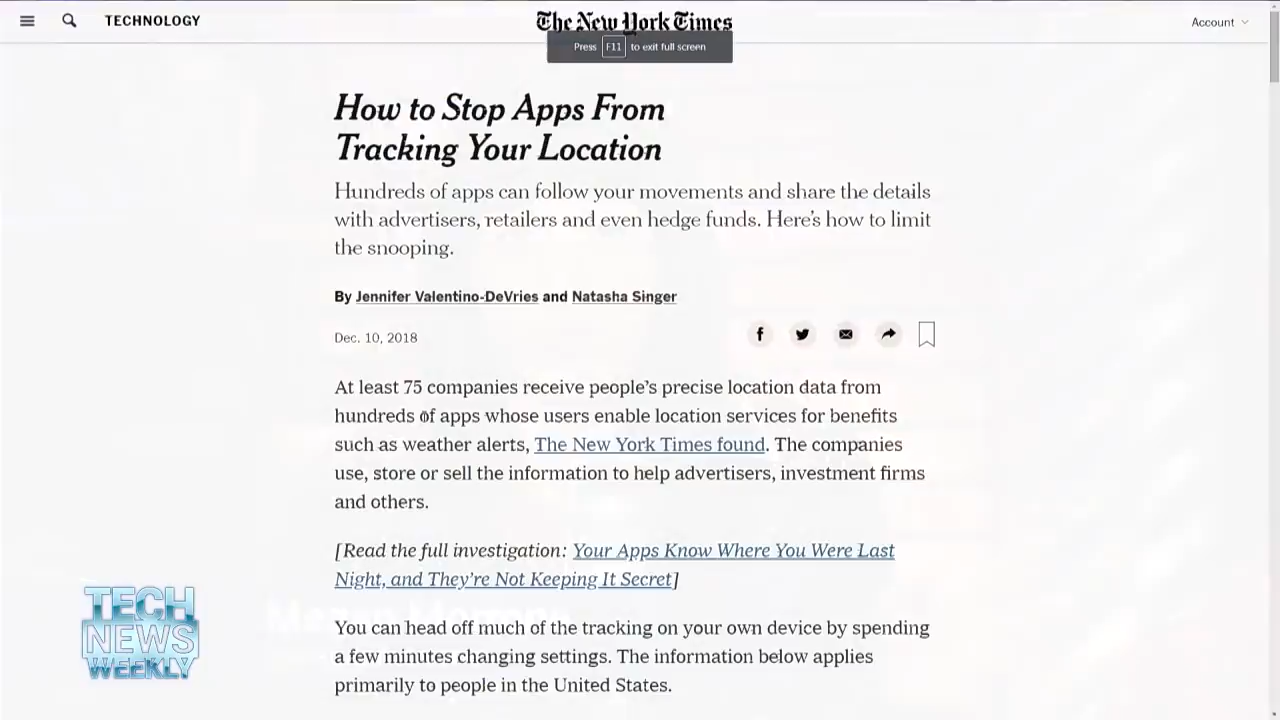 TECHNOLOGY
The New York Times
Account
Press F11 to exit full screen
How to Stop Apps From
Tracking Your Location
Hundreds of apps can follow your movements and share the details
with advertisers, retailers and even hedge funds. Here's how to limit
the snooping.
By Jennifer Valentino-DeVries and Natasha Singer
Dec. 10, 2018
At least 75 companies receive people's precise location data from
hundreds of apps whose users enable location services for benefits
such as weather alerts, The New York Times found. The companies
use, store or sell the information to help advertisers, investment firms
and others.
[Read the full investigation: Your Apps Know Where You Were Last
Night, and They're Not Keeping It Secret]
You can head off much of the tracking on your own device by spending
a few minutes changing settings. The information below applies
primarily to people in the United States.
TECH
NEWS
WEEKLY